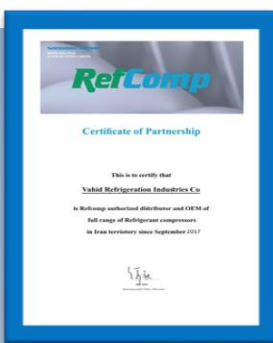 RefComp
Certificate of Partnership
This is to certify that
Vahid Refrigeration Industries Co
is Refcomp authorized distributor and OEM of
full range of Refrigerant compressors
in Iran terriotory since September 2017